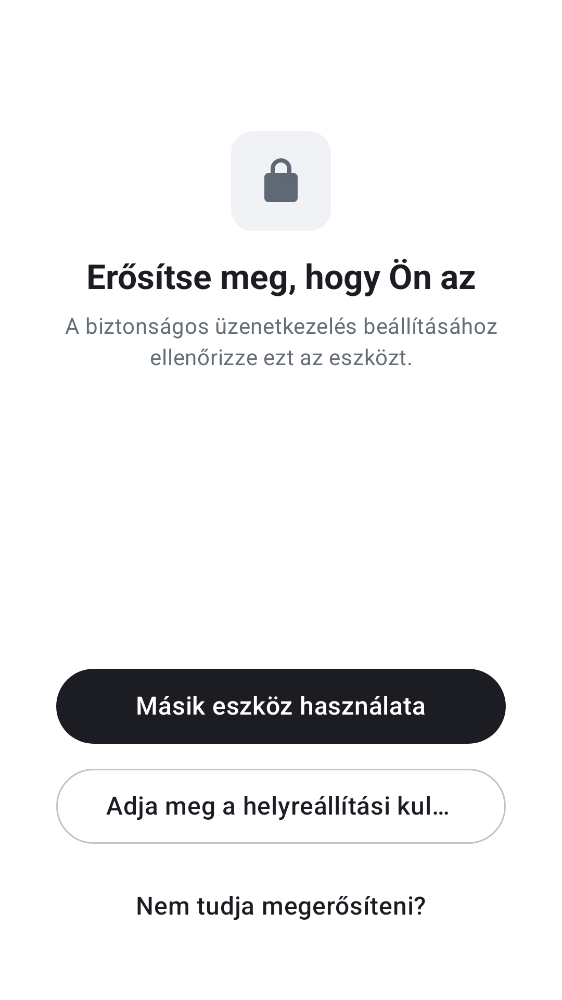 Erősítse meg, hogy Ön az
A biztonságos üzenetkezelés beállításához
ellenőrizze ezt az eszközt.
Másik eszköz használata
Adja meg a helyreállítási kul…
Nem tudja megerősíteni?